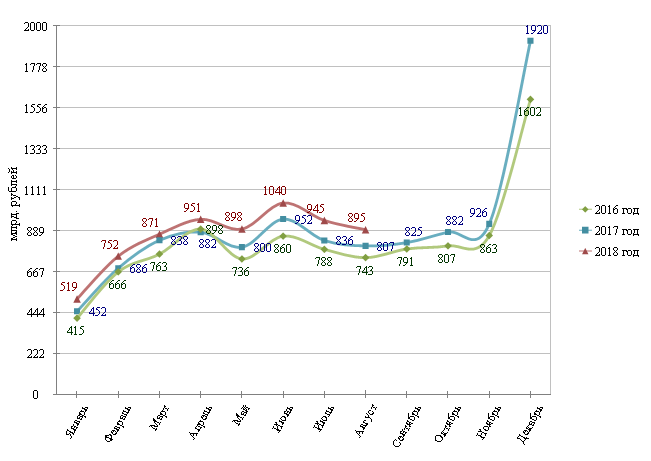 2000
1778
1556
1333
1111
889
667
444
222
0
млрд. рублей
1920
1602
1040
951
945
898
895
871
752
519
926
952
882
825
807
836
800
882
838
686
452
898
860
863
807
791
743
788
736
763
666
415
2016 год
2017 год
2018 год
Январь
Февраль
Март
Апрель
Май
Июнь
Июль
Август
Сентябрь
Октябрь
Ноябрь
Декабрь